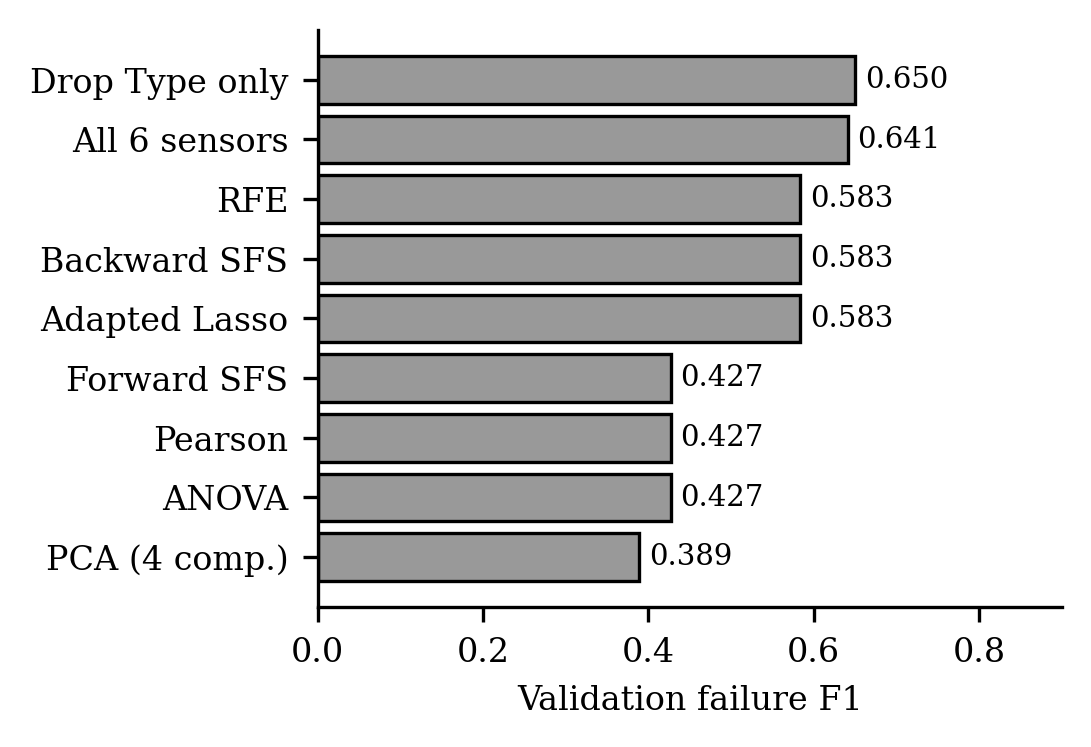 Drop Type only 0.650
All 6 sensors 0.641
RFE 0.583
Backward SFS 0.583
Adapted Lasso 0.583
Forward SFS 0.427
Pearson 0.427
ANOVA 0.427
PCA (4 comp.) 0.389
0.0 0.2 0.4 0.6 0.8
Validation failure F1